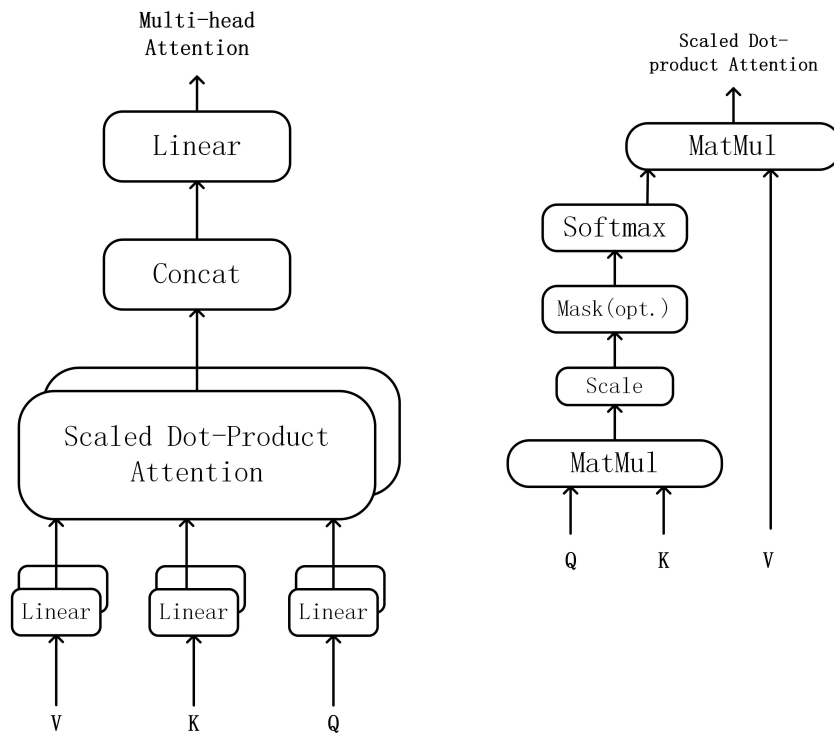 Multi-head
Attention
Linear
Concat
Scaled Dot-Product
Attention
Linear
Linear
Linear
V
K
Q
Scaled Dot-
product Attention
MatMul
Softmax
Mask(opt.)
Scale
MatMul
Q
K
V